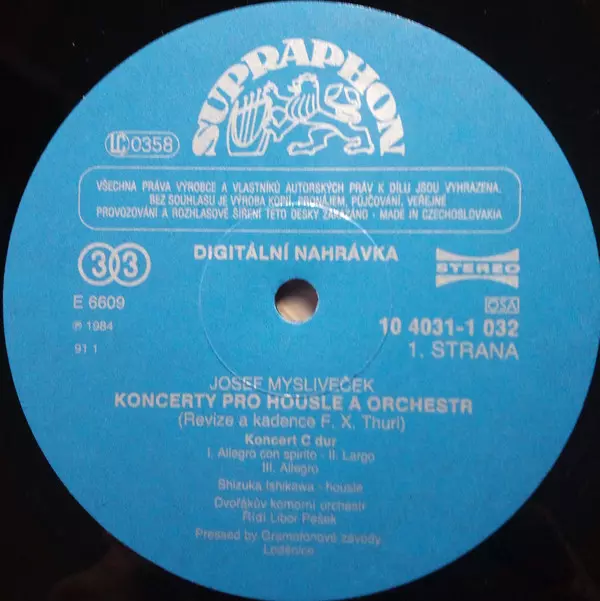 SUPRAPHON
LC 0358
VŠECHNA PRÁVA VÝROBCE A VLASTNÍKŮ AUTORSKÝCH PRÁV K DÍLU JSOU VYHRAZENA.
BEZ SOUHLASU JE VÝROBA KOPIÍ, PRONÁJEM, PŮJČOVÁNÍ, VEŘEJNÉ
PROVOZOVÁNÍ A ROZHLASOVÉ ŠÍŘENÍ TÉTO DESKY ZAKÁZÁNO · MADE IN CZECHOSLOVAKIA
33
DIGITÁLNÍ NAHRÁVKA
STEREO
E 6609
OSA
℗ 1984
10 4031-1 032
91 1
1. STRANA
JOSEF MYSLIVEČEK
KONCERTY PRO HOUSLE A ORCHESTR
(Revize a kadence F. X. Thuri)
Koncert C dur
I. Allegro con spirito - II. Largo
III. Allegro
Shizuka Ishikawa - housle
Dvořákův komorní orchestr
Řídí Libor Pešek
Pressed by Gramofonové závody
Loděnice